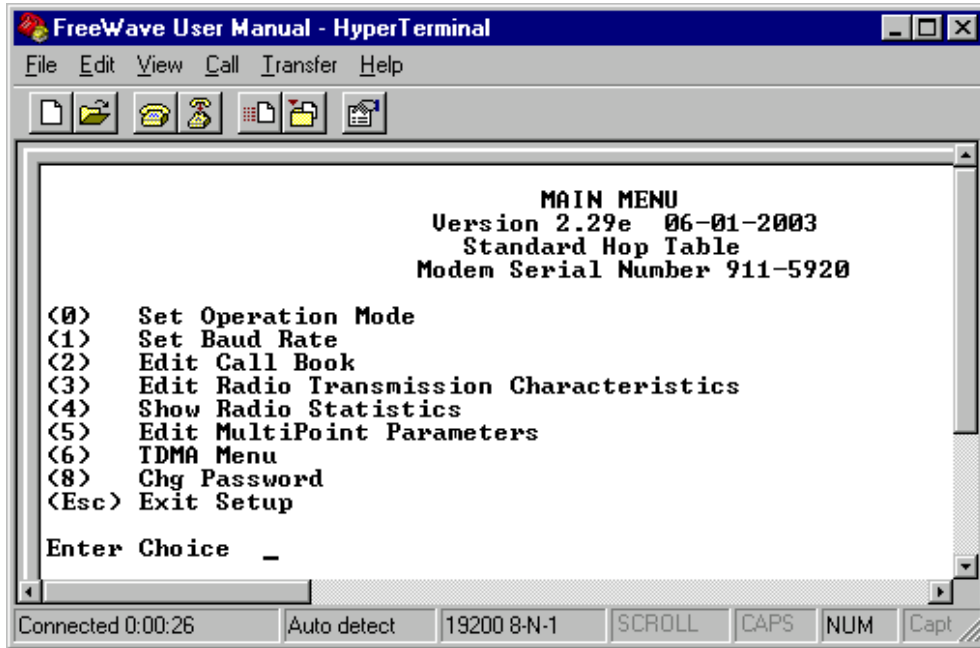 FreeWave User Manual - HyperTerminal
File Edit View Call Transfer Help
MAIN MENU
Version 2.29e 06-01-2003
Standard Hop Table
Modem Serial Number 911-5920
(0) Set Operation Mode
(1) Set Baud Rate
(2) Edit Call Book
(3) Edit Radio Transmission Characteristics
(4) Show Radio Statistics
(5) Edit MultiPoint Parameters
(6) TDMA Menu
(8) Chg Password
(Esc) Exit Setup
Enter Choice _
Connected 0:00:26 Auto detect 19200 8-N-1 SCROLL CAPS NUM Capt